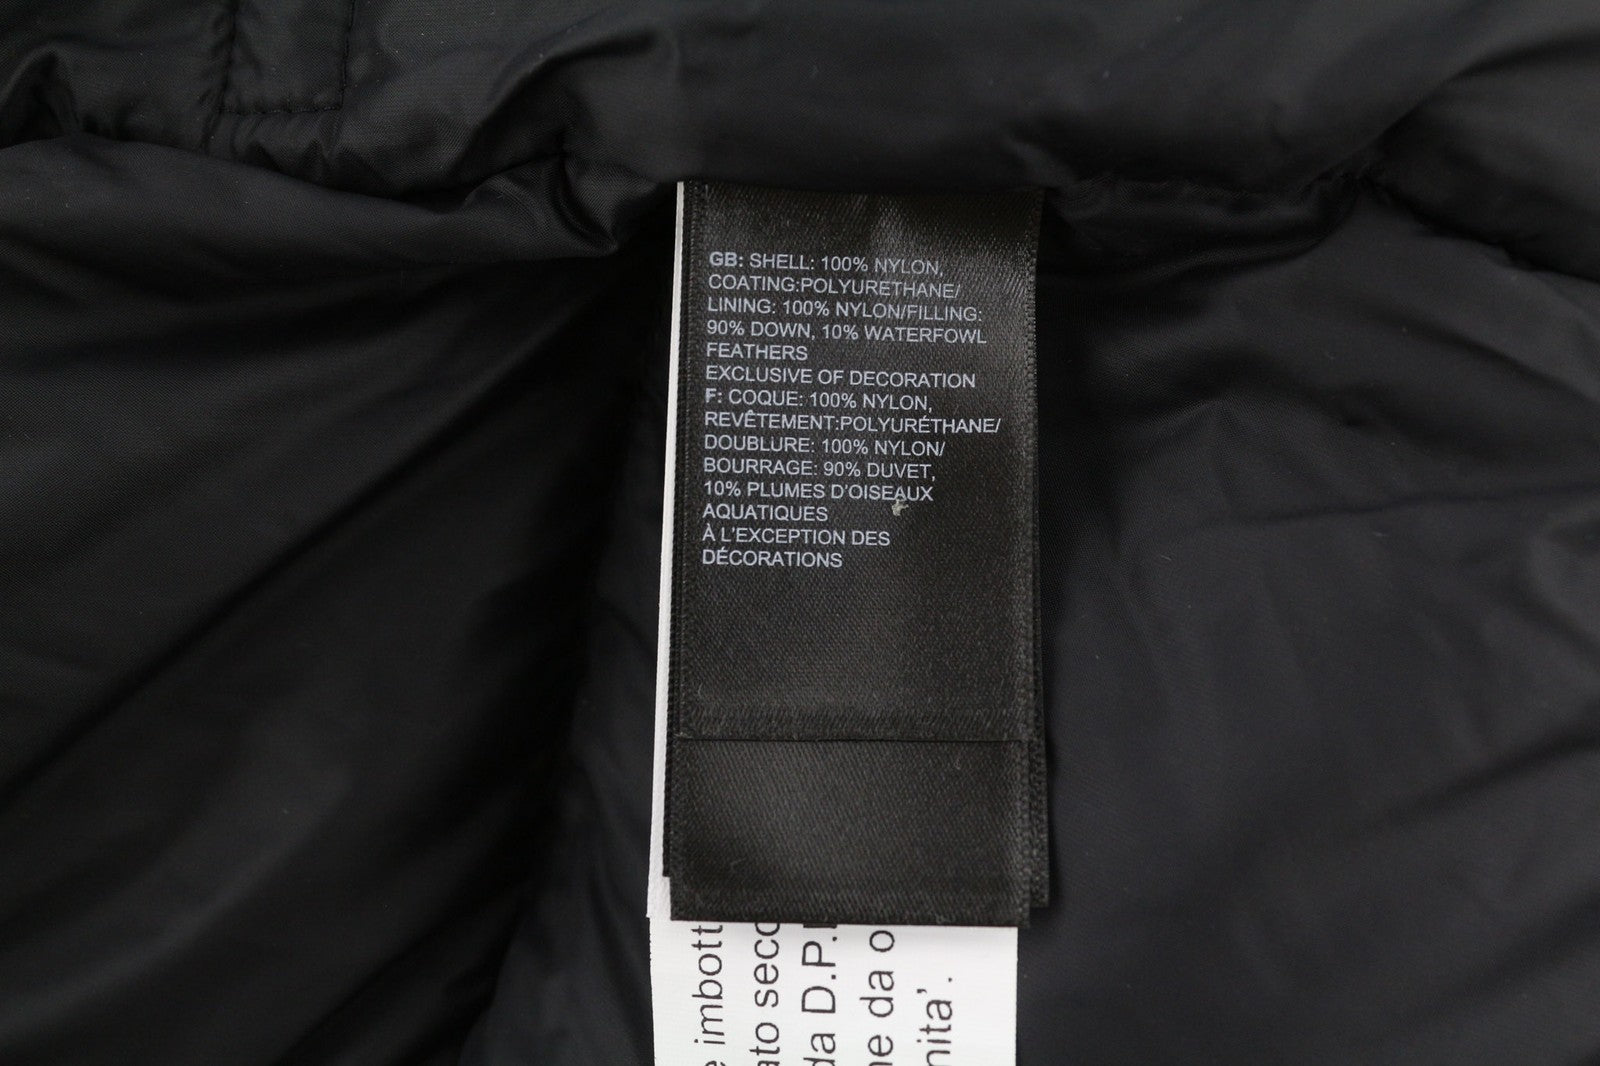 GB: SHELL: 100% NYLON,
COATING:POLYURETHANE/
LINING: 100% NYLON/FILLING:
90% DOWN, 10% WATERFOWL
FEATHERS
EXCLUSIVE OF DECORATION
F: COQUE: 100% NYLON,
REVÊTEMENT:POLYURÉTHANE/
DOUBLURE: 100% NYLON/
BOURRAGE: 90% DUVET,
10% PLUMES D'OISEAUX
AQUATIQUES
À L'EXCEPTION DES
DÉCORATIONS
e imbott
ato seco
da D.P.
ne da o
nita'.